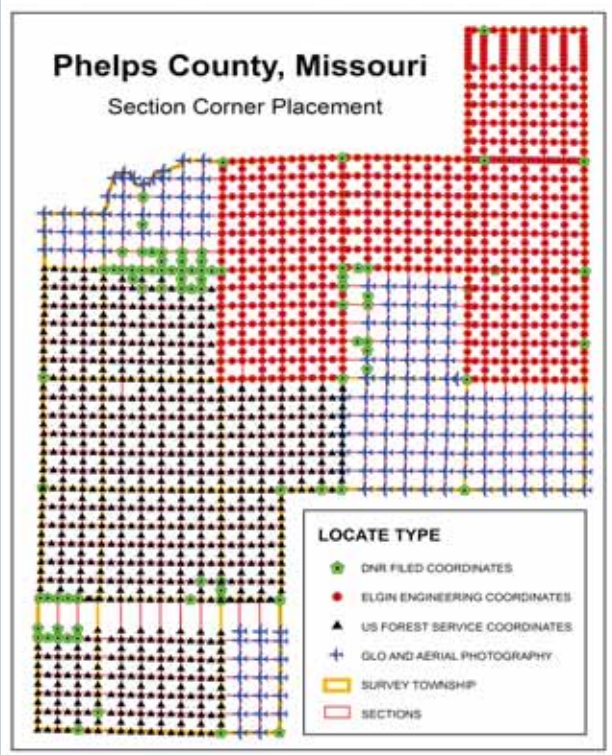 Phelps County, Missouri
Section Corner Placement
LOCATE TYPE
DNR FILED COORDINATES
ELGIN ENGINEERING COORDINATES
US FOREST SERVICE COORDINATES
GLO AND AERIAL PHOTOGRAPHY
SURVEY TOWNSHIP
SECTIONS